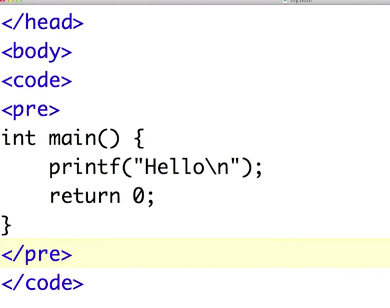 </head>
<body>
<code>
<pre>
int main() {
    printf("Hello\n");
    return 0;
}
</pre>
</code>